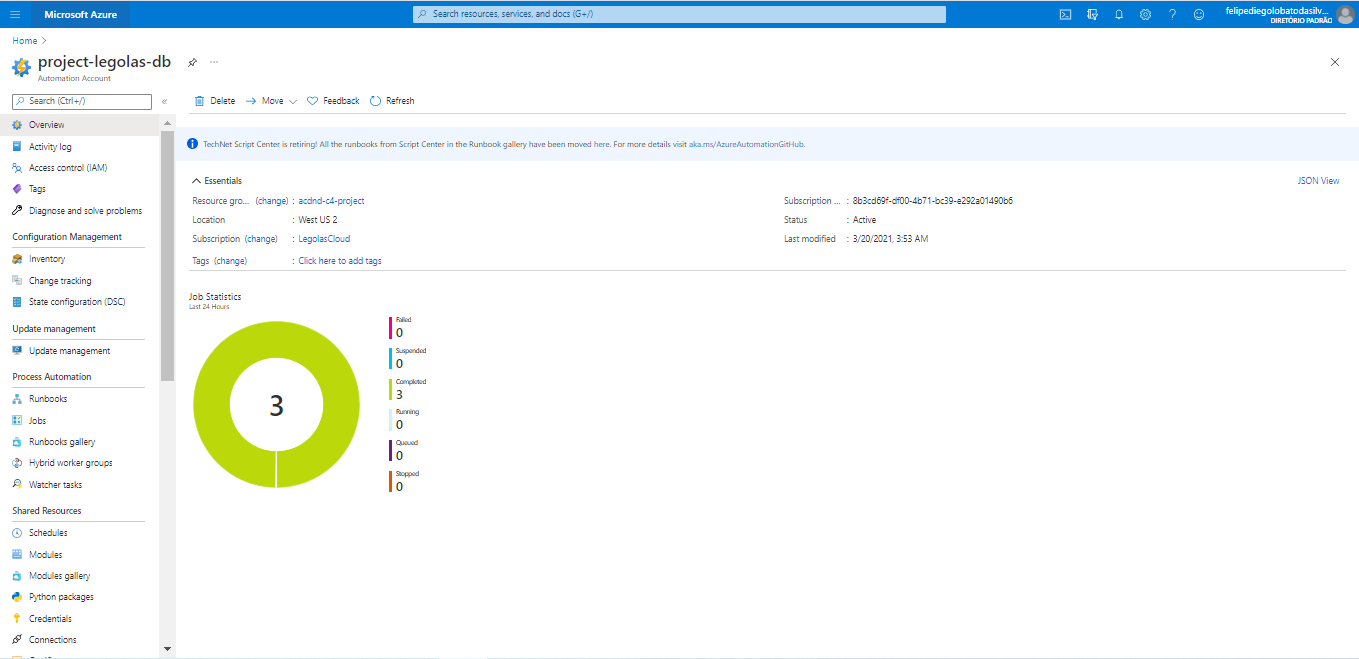 Microsoft Azure
Search resources, services, and docs (G+/)
felipediegolobatodasilv...
DIRETÓRIO PADRÃO
Home
project-legolas-db
...
Automation Account
Search (Ctrl+/)
«
Delete
Move
Feedback
Refresh
Overview
Activity log
Access control (IAM)
Tags
Diagnose and solve problems
Configuration Management
Inventory
Change tracking
State configuration (DSC)
Update management
Update management
Process Automation
Runbooks
Jobs
Runbooks gallery
Hybrid worker groups
Watcher tasks
Shared Resources
Schedules
Modules
Modules gallery
Python packages
Credentials
Connections
TechNet Script Center is retiring! All the runbooks from Script Center in the Runbook gallery have been moved here. For more details visit aka.ms/AzureAutomationGitHub.
Essentials
JSON View
Resource gro... (change) : acdnd-c4-project
Location : West US 2
Subscription (change) : LegolasCloud
Tags (change) : Click here to add tags
Subscription ... : 8b3cd69f-df00-4b71-bc39-e292a01490b6
Status : Active
Last modified : 3/20/2021, 3:53 AM
Job Statistics
Last 24 Hours
3
Failed
0
Suspended
0
Completed
3
Running
0
Queued
0
Stopped
0